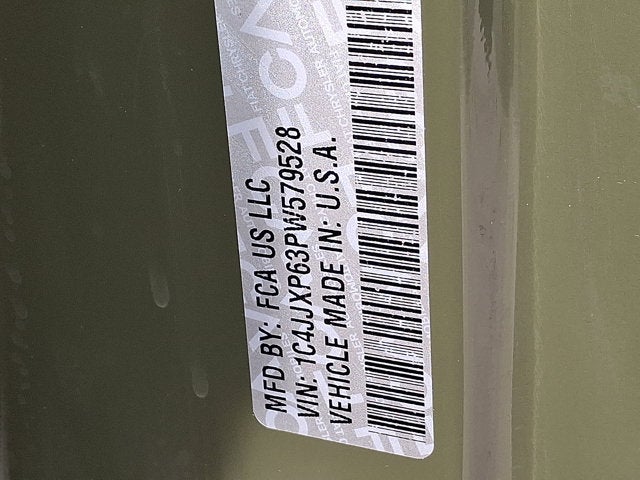 MFD BY: FCA US LLC
VIN: 1C4JJXP63PW579528
VEHICLE MADE IN: U.S.A.